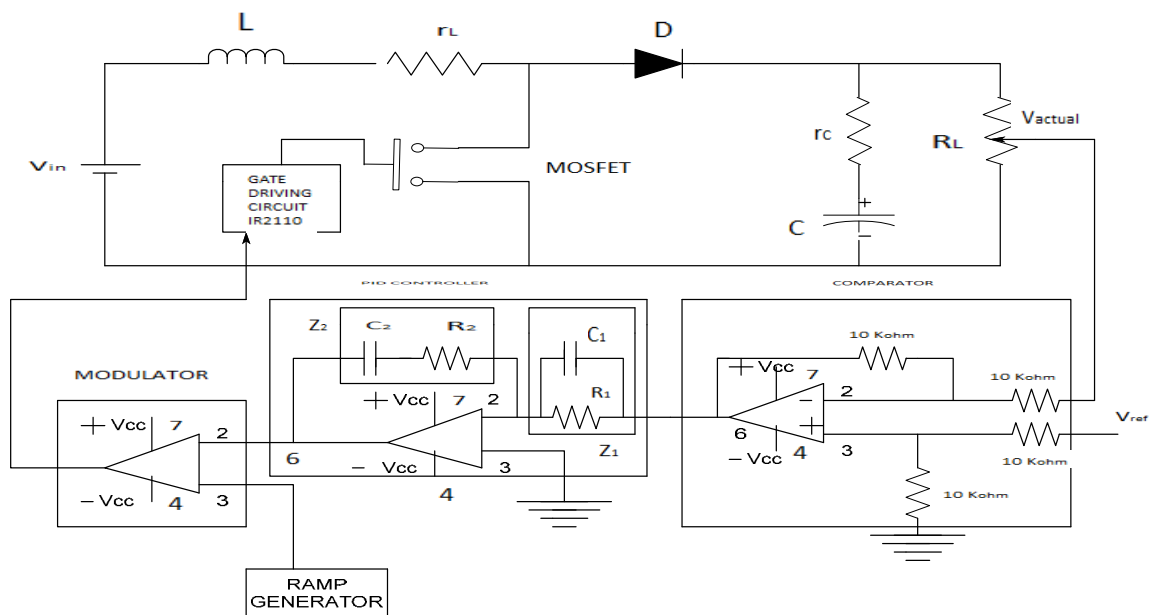 L
rL
D
Vin
GATE
DRIVING
CIRCUIT
IR2110
MOSFET
rc
+
C
−
RL
Vactual
PID CONTROLLER
COMPARATOR
Z2
C2
R2
C1
R1
Z1
+ Vcc
7
2
6
3
− Vcc
4
10 Kohm
10 Kohm
+ Vcc
7
-
2
+
6
3
− Vcc
4
10 Kohm
10 Kohm
Vref
MODULATOR
+ Vcc
7
2
− Vcc
4
3
RAMP
GENERATOR